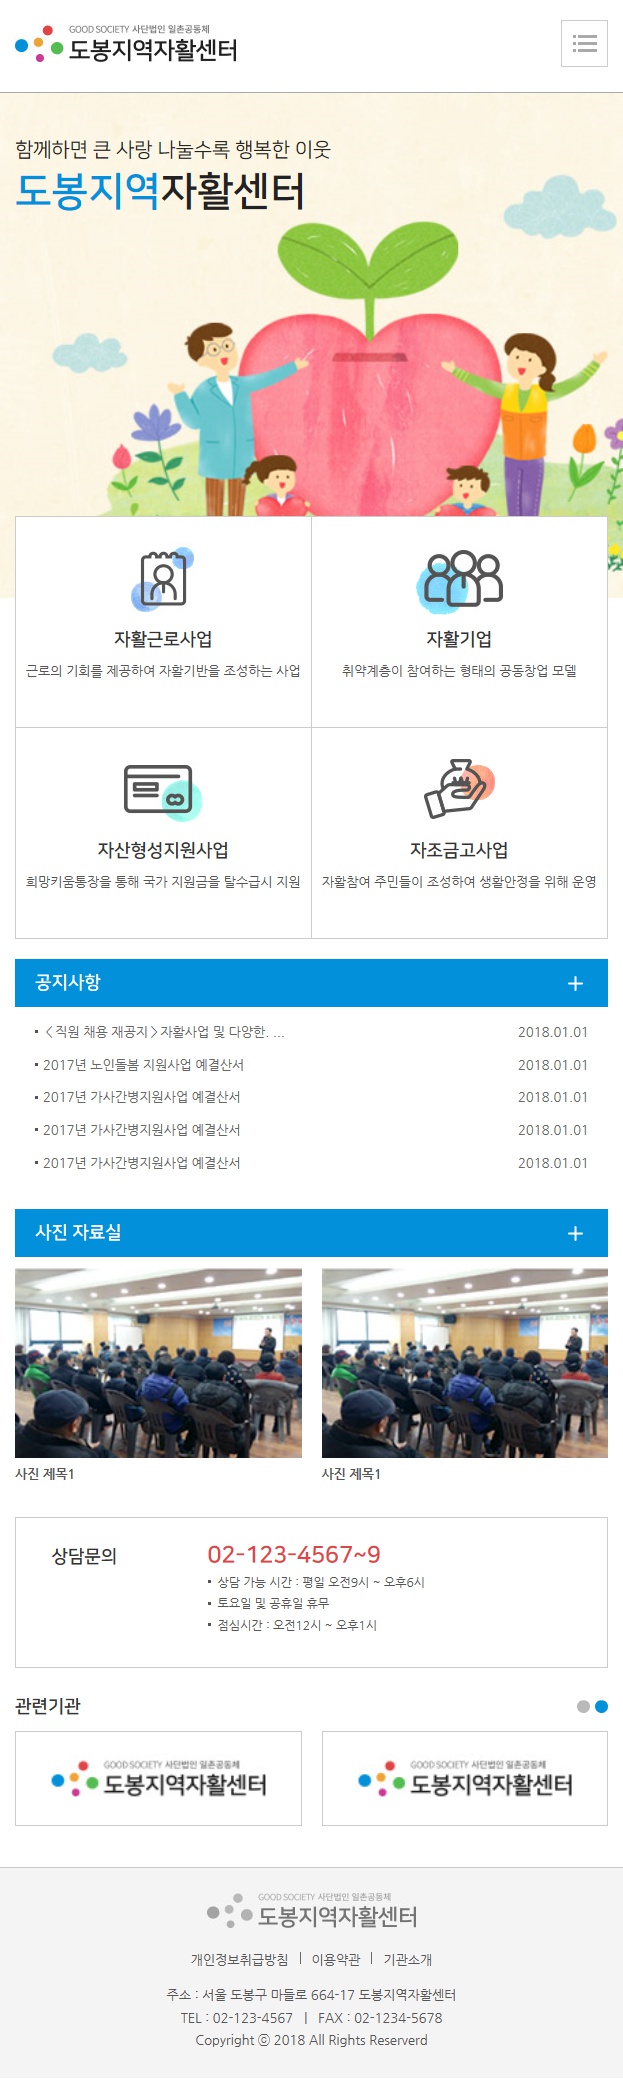 GOOD SOCIETY 사단법인 일촌공동체
도봉지역자활센터
함께하면 큰 사랑 나눌수록 행복한 이웃
도봉지역자활센터
자활근로사업
근로의 기회를 제공하여 자활기반을 조성하는 사업
자활기업
취약계층이 참여하는 형태의 공동창업 모델
자산형성지원사업
희망키움통장을 통해 국가 지원금을 탈수급시 지원
자조금고사업
자활참여 주민들이 조성하여 생활안정을 위해 운영
공지사항 +
<직원 채용 재공지>자활사업 및 다양한. ... 2018.01.01
2017년 노인돌봄 지원사업 예결산서 2018.01.01
2017년 가사간병지원사업 예결산서 2018.01.01
2017년 가사간병지원사업 예결산서 2018.01.01
2017년 가사간병지원사업 예결산서 2018.01.01
사진 자료실 +
사진 제목1 사진 제목1
상담문의
02-123-4567~9
상담 가능 시간 : 평일 오전9시 ~ 오후6시
토요일 및 공휴일 휴무
점심시간 : 오전12시 ~ 오후1시
관련기관
GOOD SOCIETY 사단법인 일촌공동체
도봉지역자활센터
GOOD SOCIETY 사단법인 일촌공동체
도봉지역자활센터
GOOD SOCIETY 사단법인 일촌공동체
도봉지역자활센터
개인정보취급방침 | 이용약관 | 기관소개
주소 : 서울 도봉구 마들로 664-17 도봉지역자활센터
TEL : 02-123-4567 | FAX : 02-1234-5678
Copyright ⓒ 2018 All Rights Reserverd